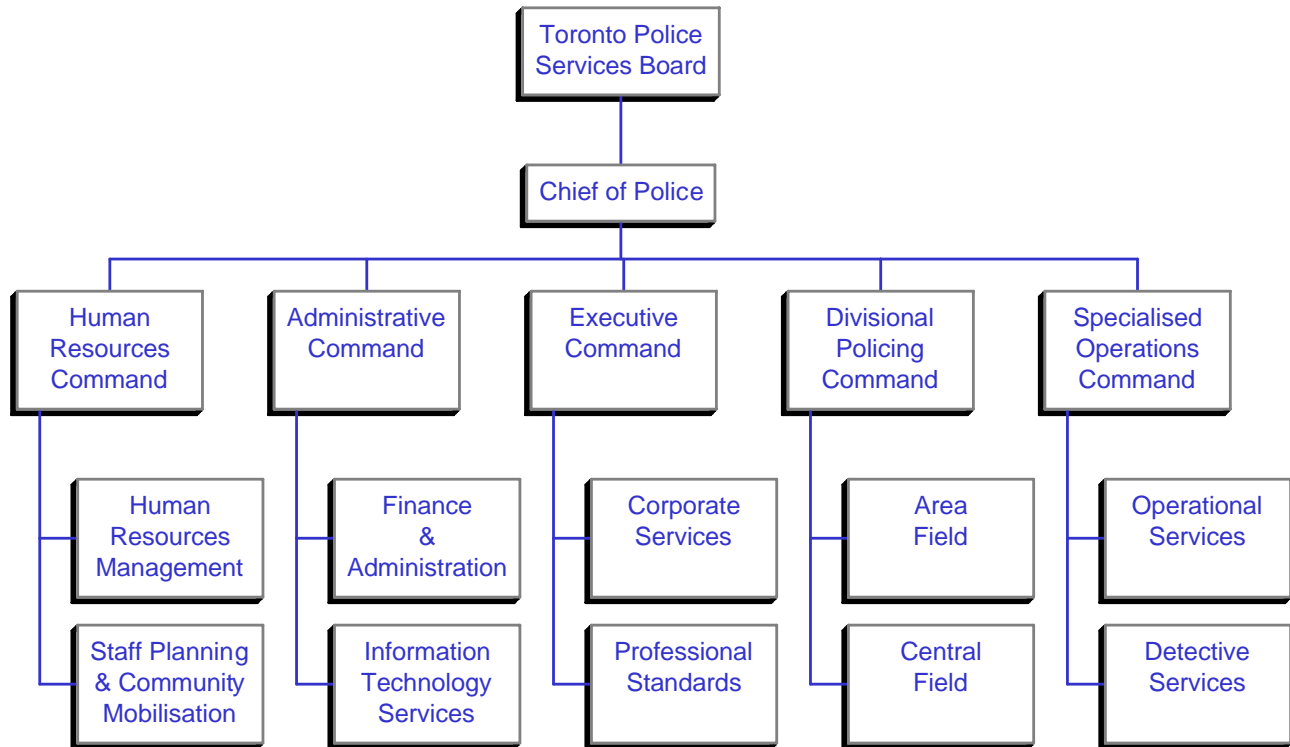 Toronto Police
Services Board
Chief of Police
Human
Resources
Command
Administrative
Command
Executive
Command
Divisional
Policing
Command
Specialised
Operations
Command
Human
Resources
Management
Finance
&
Administration
Corporate
Services
Area
Field
Operational
Services
Staff Planning
& Community
Mobilisation
Information
Technology
Services
Professional
Standards
Central
Field
Detective
Services